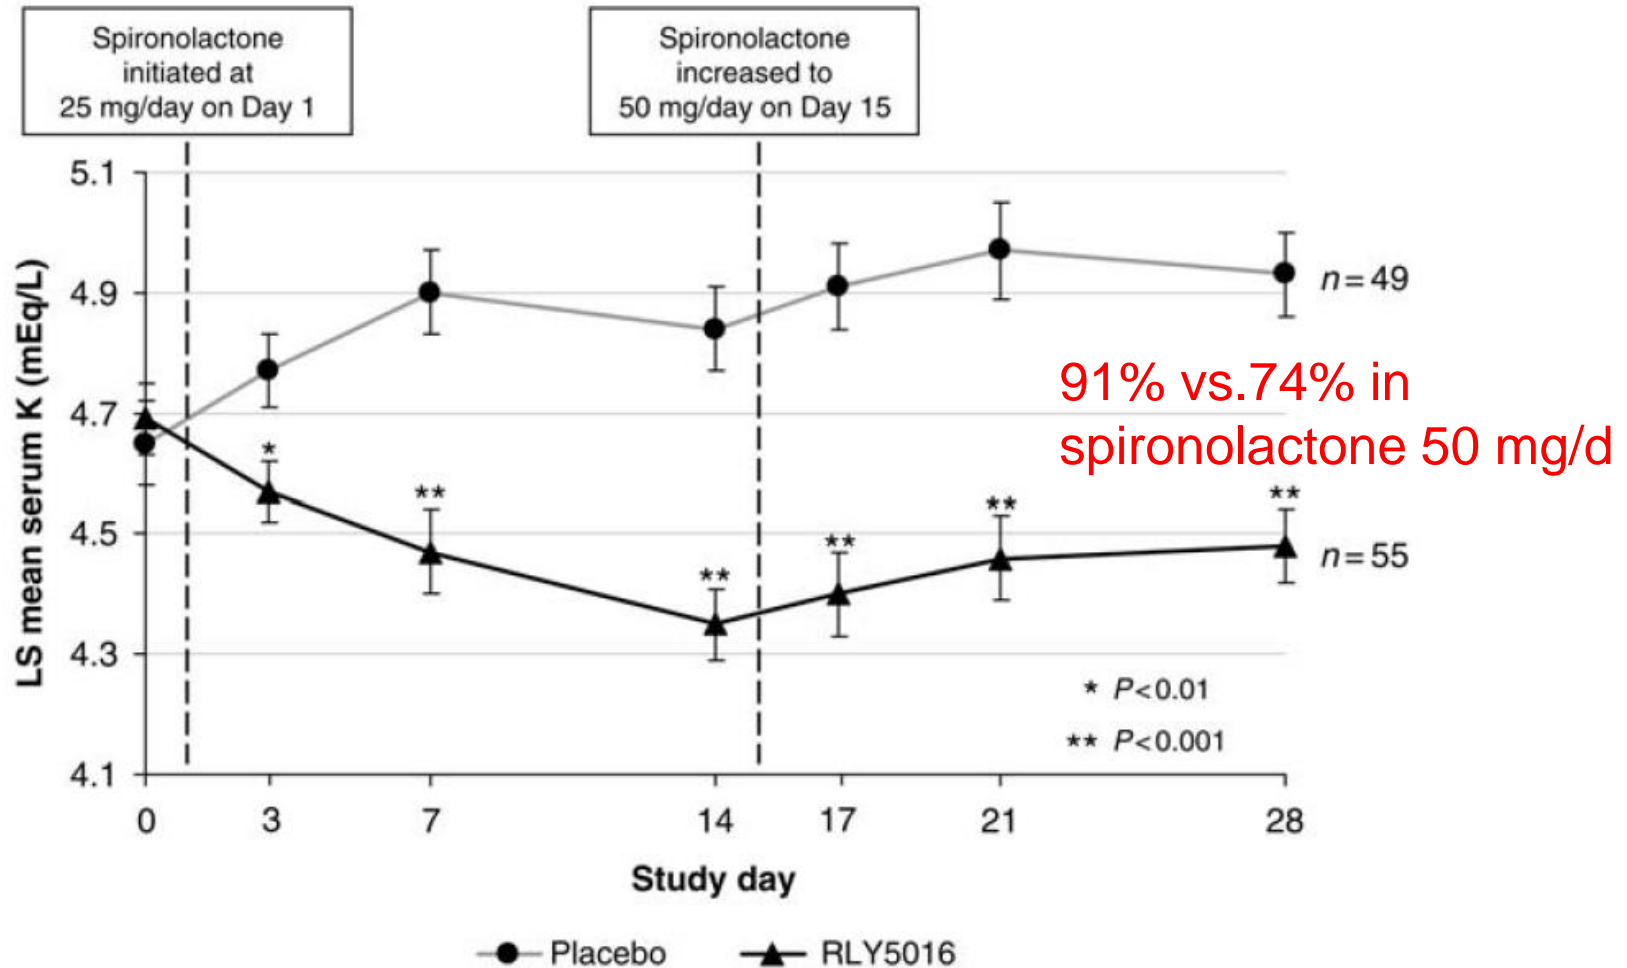 Spironolactone
initiated at
25 mg/day on Day 1
Spironolactone
increased to
50 mg/day on Day 15
LS mean serum K (mEq/L)
5.1
4.9
4.7
4.5
4.3
4.1
*
**
**
**
**
**
n=49
91% vs.74% in
spironolactone 50 mg/d
n=55
* P<0.01
** P<0.001
0 3 7 14 17 21 28
Study day
Placebo RLY5016